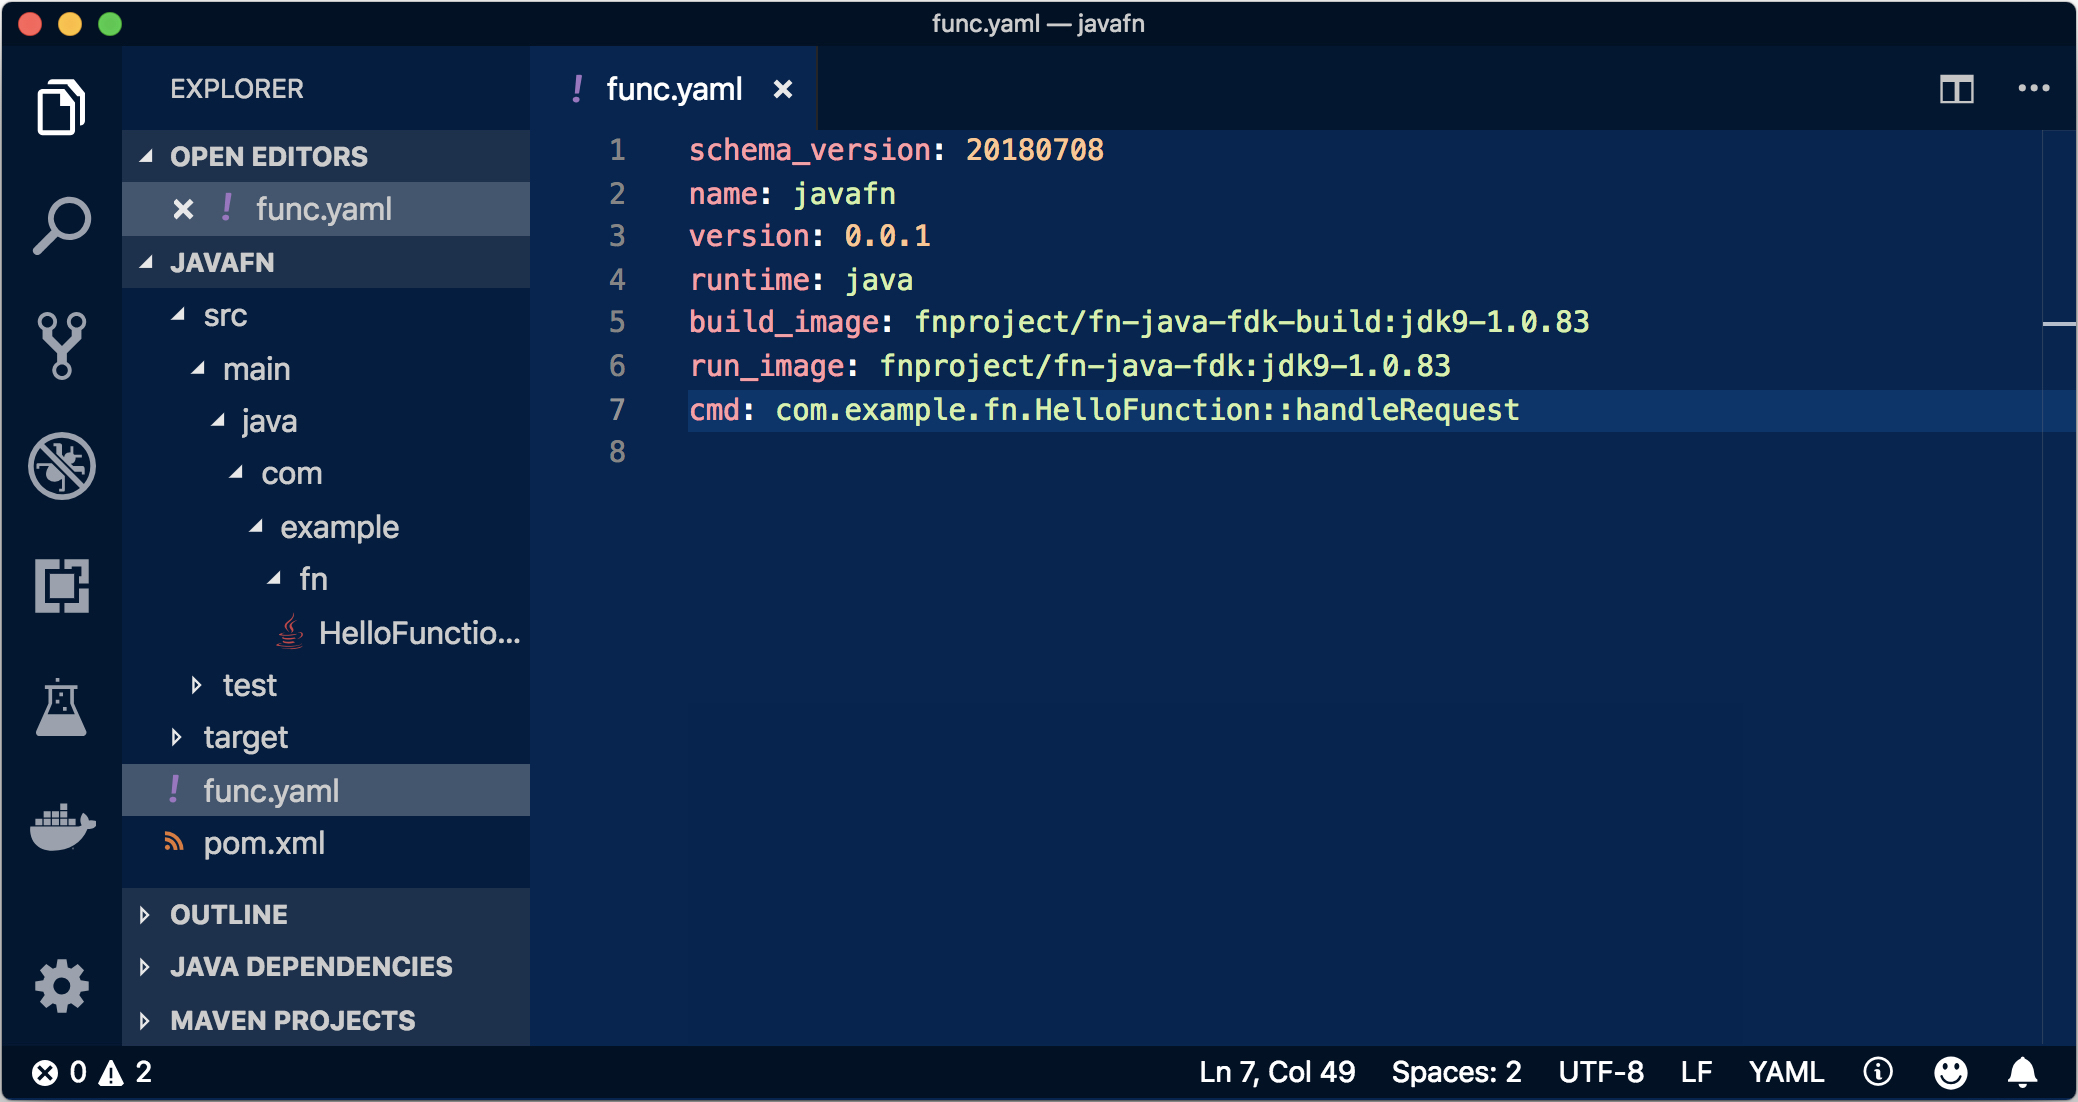 func.yaml — javafn
EXPLORER
OPEN EDITORS
func.yaml
JAVAFN
src
main
java
com
example
fn
HelloFunctio...
test
target
func.yaml
pom.xml
OUTLINE
JAVA DEPENDENCIES
MAVEN PROJECTS
func.yaml
1 schema_version: 20180708
2 name: javafn
3 version: 0.0.1
4 runtime: java
5 build_image: fnproject/fn-java-fdk-build:jdk9-1.0.83
6 run_image: fnproject/fn-java-fdk:jdk9-1.0.83
7 cmd: com.example.fn.HelloFunction::handleRequest
8
0 2 Ln 7, Col 49 Spaces: 2 UTF-8 LF YAML